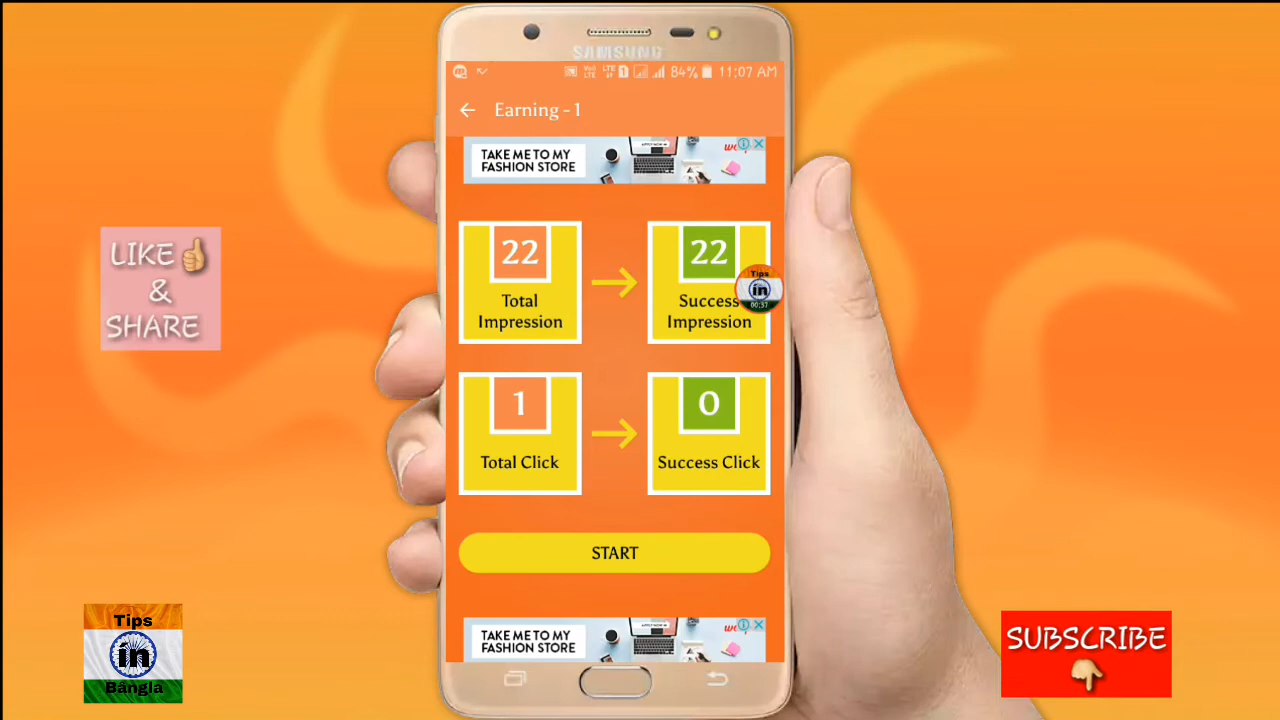 SAMSUNG
LTE
84% 11:07 AM
Earning - 1
TAKE ME TO MY
FASHION STORE
22
Total
Impression
22
Success
Impression
Tips
in
00:37
1
Total Click
0
Success Click
START
TAKE ME TO MY
FASHION STORE
LIKE
&
SHARE
Tips
in
Bangla
SUBSCRIBE